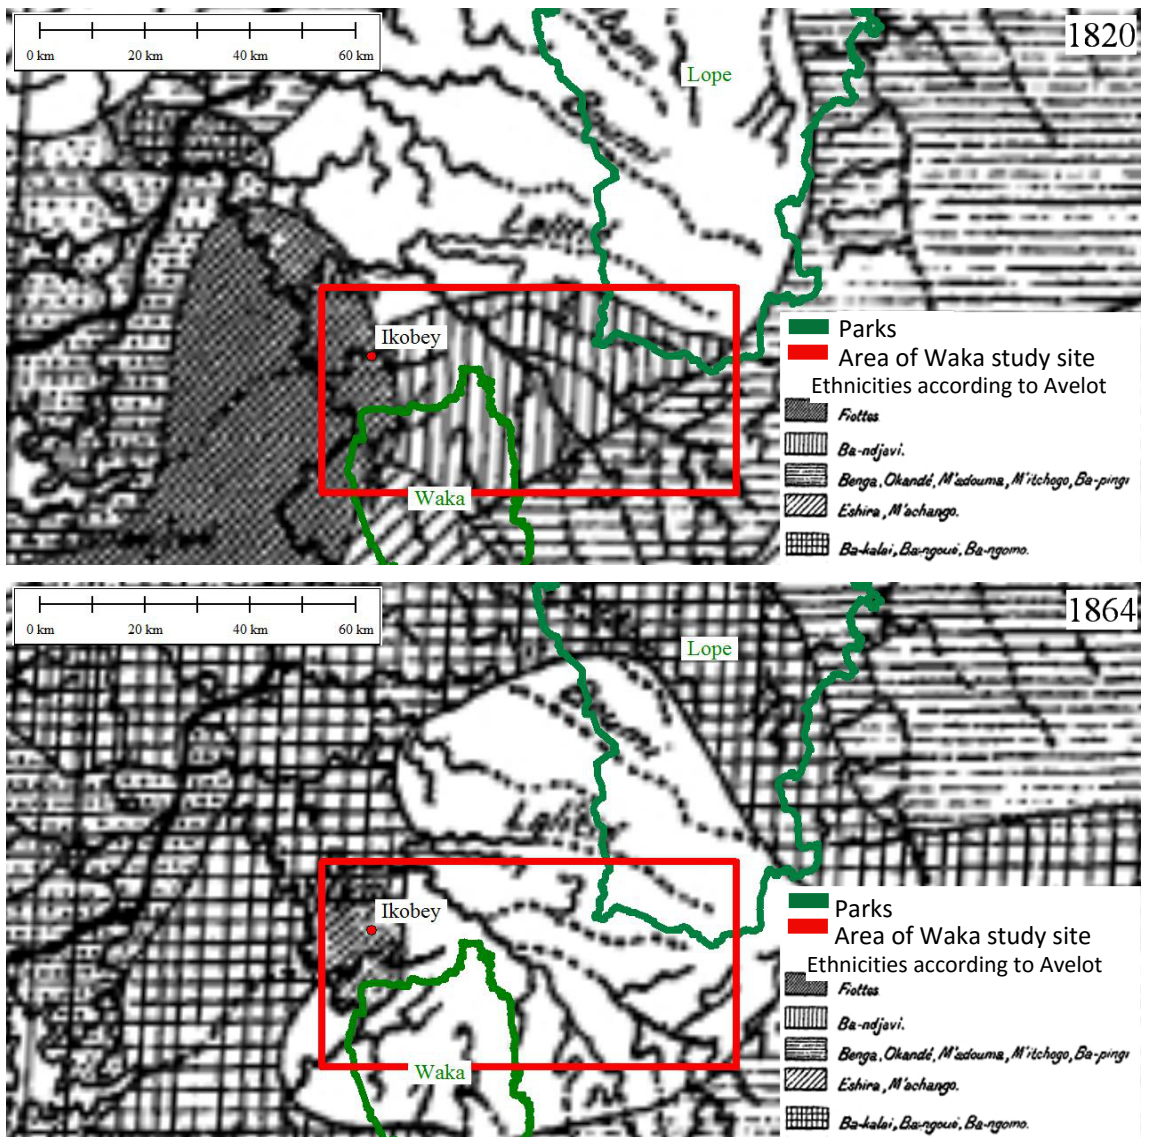 0 km 20 km 40 km 60 km
1820
Lope
Ikobey
Waka
Parks
Area of Waka study site
Ethnicities according to Avelot
Fiottes
Ba-ndjavi.
Benga, Okandé, M'adouma, M'itchogo, Ba-pingi
Eshira, M'achango.
Ba-kalai, Ba-ngoué, Ba-ngomo.
0 km 20 km 40 km 60 km
1864
Lope
Ikobey
Waka
Parks
Area of Waka study site
Ethnicities according to Avelot
Fiottes
Ba-ndjavi.
Benga, Okandé, M'adouma, M'itchogo, Ba-pingi
Eshira, M'achango.
Ba-kalai, Ba-ngoué, Ba-ngomo.